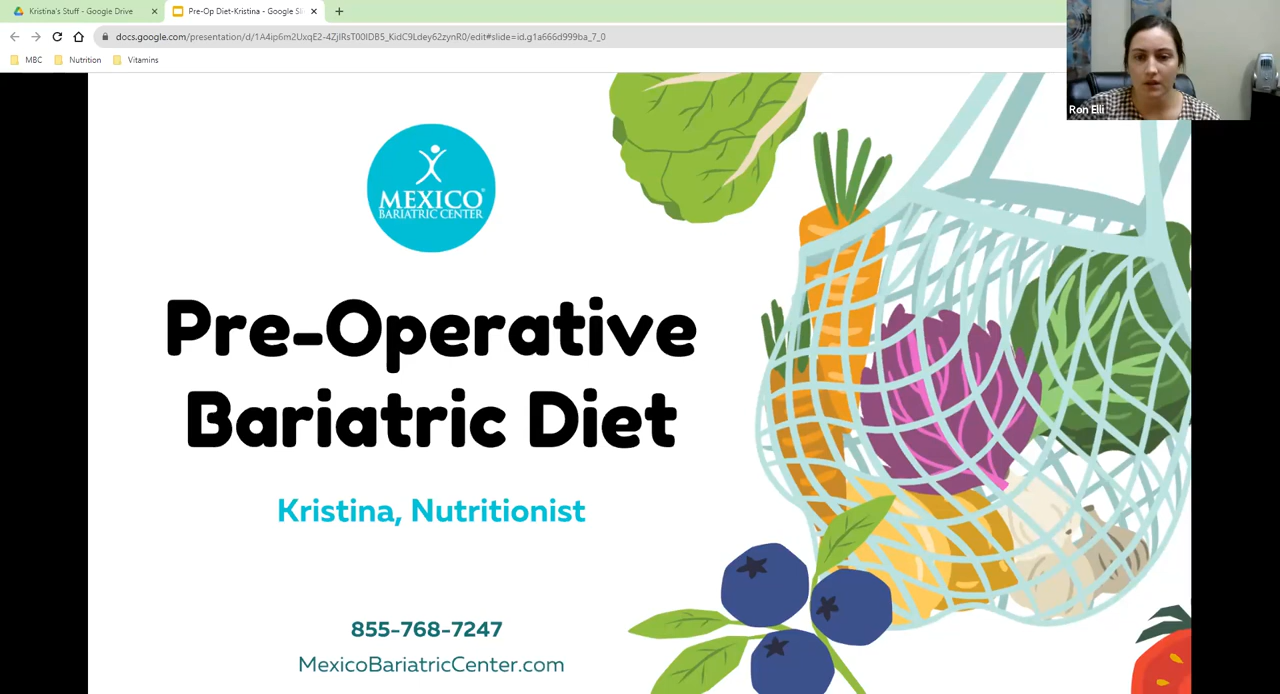 Kristina's Stuff - Google Drive
Pre-Op Diet-Kristina - Google Sli
docs.google.com/presentation/d/1A4ip6m2UxqE2-4ZJIRsT00IDB5_KidC9Ldey62zynR0/edit#slide=id.g1a666d999ba_7_0
MBC
Nutrition
Vitamins
Ron Elli
MEXICO®
BARIATRIC CENTER
Pre-Operative
Bariatric Diet
Kristina, Nutritionist
855-768-7247
MexicoBariatricCenter.com